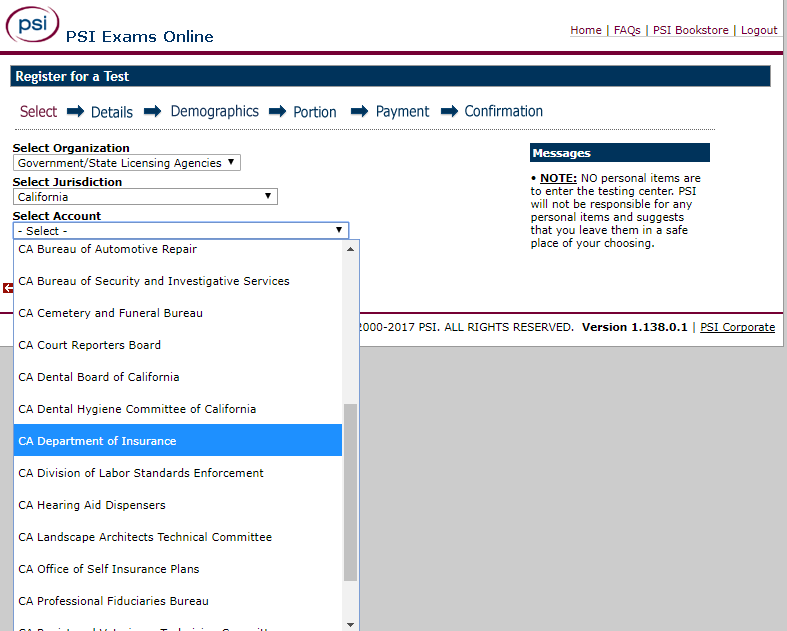 psi
PSI Exams Online
Home | FAQs | PSI Bookstore | Logout
Register for a Test
Select Details Demographics Portion Payment Confirmation
Select Organization
Government/State Licensing Agencies
Select Jurisdiction
California
Select Account
- Select -
CA Bureau of Automotive Repair
CA Bureau of Security and Investigative Services
CA Cemetery and Funeral Bureau
CA Court Reporters Board
CA Dental Board of California
CA Dental Hygiene Committee of California
CA Department of Insurance
CA Division of Labor Standards Enforcement
CA Hearing Aid Dispensers
CA Landscape Architects Technical Committee
CA Office of Self Insurance Plans
CA Professional Fiduciaries Bureau
Messages
• NOTE: NO personal items are
to enter the testing center. PSI
will not be responsible for any
personal items and suggests
that you leave them in a safe
place of your choosing.
2000-2017 PSI. ALL RIGHTS RESERVED. Version 1.138.0.1 | PSI Corporate